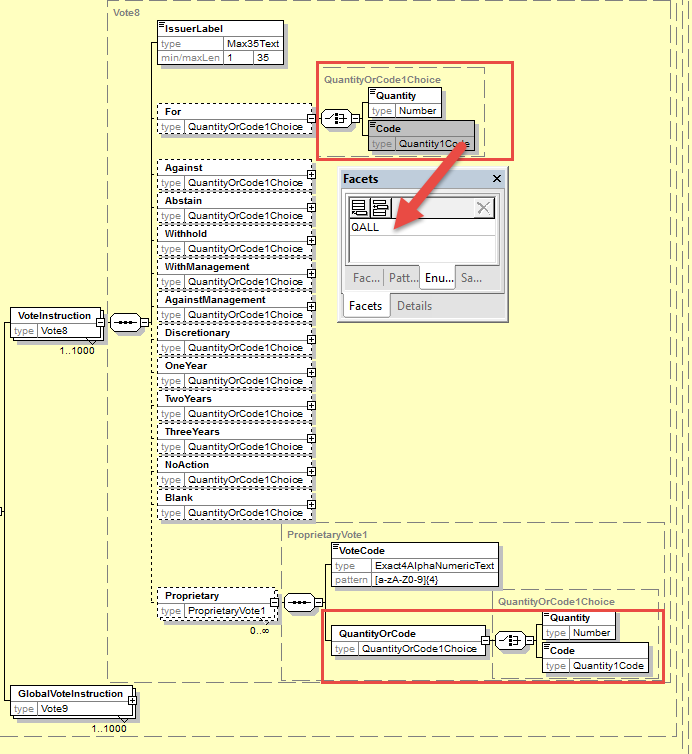 Vote8
IssuerLabel
type Max35Text
min/maxLen 1 35
QuantityOrCode1Choice
Quantity
type Number
For
type QuantityOrCode1Choice
Code
type Quantity1Code
Against
type QuantityOrCode1Choice
Facets
Abstain
type QuantityOrCode1Choice
QALL
Withhold
type QuantityOrCode1Choice
WithManagement
type QuantityOrCode1Choice
Fac... Patt... Enu... Sa...
AgainstManagement
type QuantityOrCode1Choice
Facets Details
VoteInstruction
type Vote8
1..1000
Discretionary
type QuantityOrCode1Choice
OneYear
type QuantityOrCode1Choice
TwoYears
type QuantityOrCode1Choice
ThreeYears
type QuantityOrCode1Choice
NoAction
type QuantityOrCode1Choice
Blank
type QuantityOrCode1Choice
ProprietaryVote1
VoteCode
type Exact4AlphaNumericText
pattern [a-zA-Z0-9]{4}
Proprietary
type ProprietaryVote1
0..∞
QuantityOrCode1Choice
Quantity
type Number
QuantityOrCode
type QuantityOrCode1Choice
Code
type Quantity1Code
GlobalVoteInstruction
type Vote9
1..1000